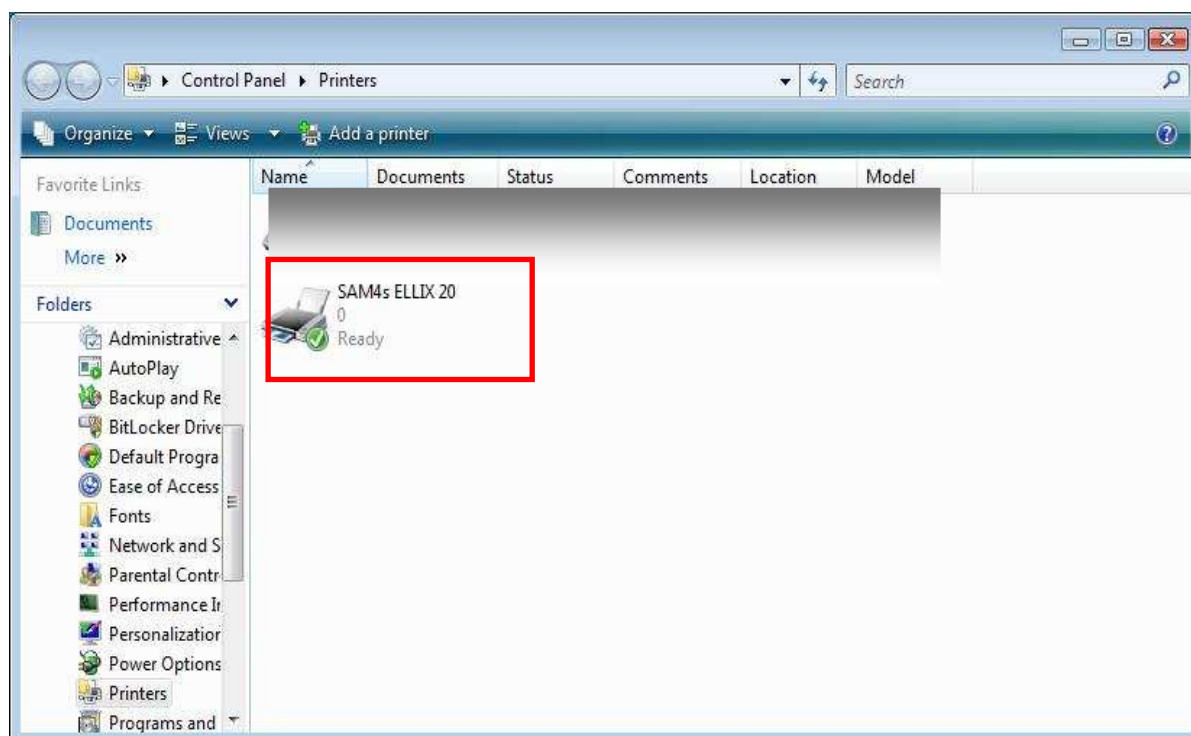 Control Panel Printers Search
Organize Views Add a printer
Favorite Links
Documents
More »
Folders
Administrative
AutoPlay
Backup and Re
BitLocker Drive
Default Progra
Ease of Access
Fonts
Network and S
Parental Contr
Performance Ir
Personalization
Power Options
Printers
Programs and
Name Documents Status Comments Location Model
SAM4s ELLIX 20
0
Ready